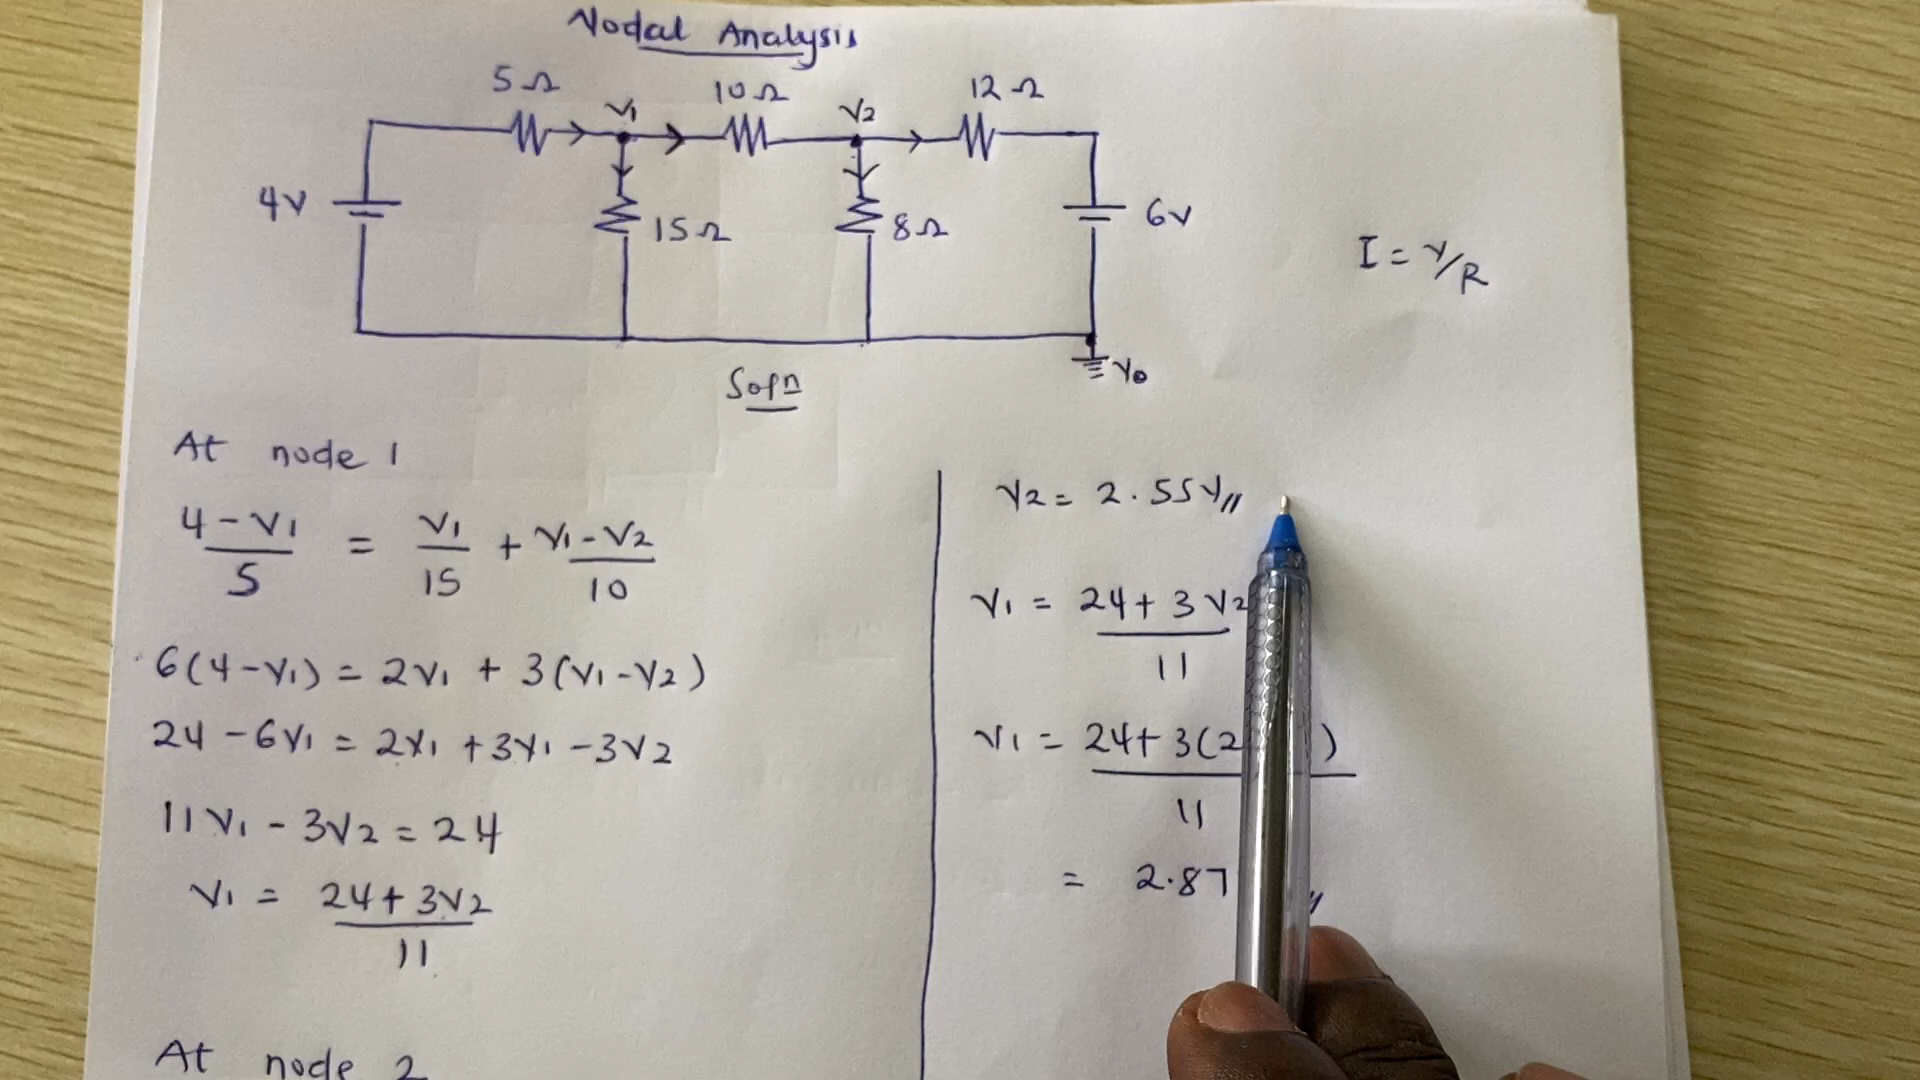 Nodal Analysis
5Ω
V1
10Ω
V2
12Ω
4V
15Ω
8Ω
6V
I = V/R
V0
Soln
At node 1
4 - V1 / 5 = V1 / 15 + V1 - V2 / 10
6(4 - V1) = 2V1 + 3(V1 - V2)
24 - 6V1 = 2V1 + 3V1 - 3V2
11V1 - 3V2 = 24
V1 = 24 + 3V2 / 11
At node 2
V2 = 2.55V//
V1 = 24 + 3V2 / 11
V1 = 24 + 3(2 ) / 11
= 2.87 //